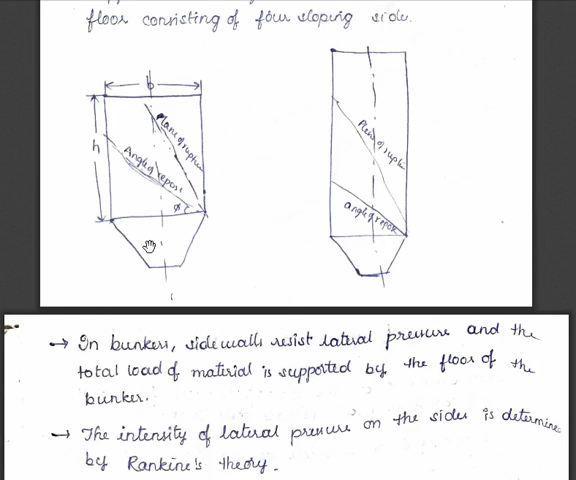 floor consisting of four sloping side.
b
h
Plane of rupture
Angle of repose
α
Plane of ruptu
angle of repose
→ In bunkers, side walls resist lateral pressure and the
total load of material is supported by the floor of the
bunker.
→ The intensity of lateral pressure on the sides is determine
by Rankine's theory.